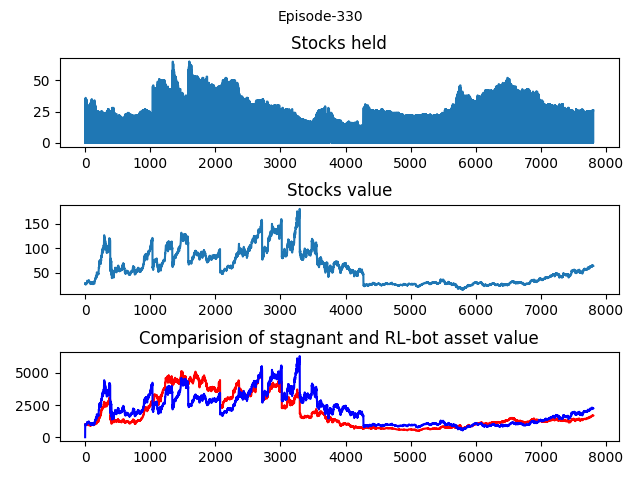 Episode-330
Stocks held
50
25
0
0 1000 2000 3000 4000 5000 6000 7000 8000
Stocks value
150
100
50
0 1000 2000 3000 4000 5000 6000 7000 8000
Comparision of stagnant and RL-bot asset value
5000
2500
0
0 1000 2000 3000 4000 5000 6000 7000 8000